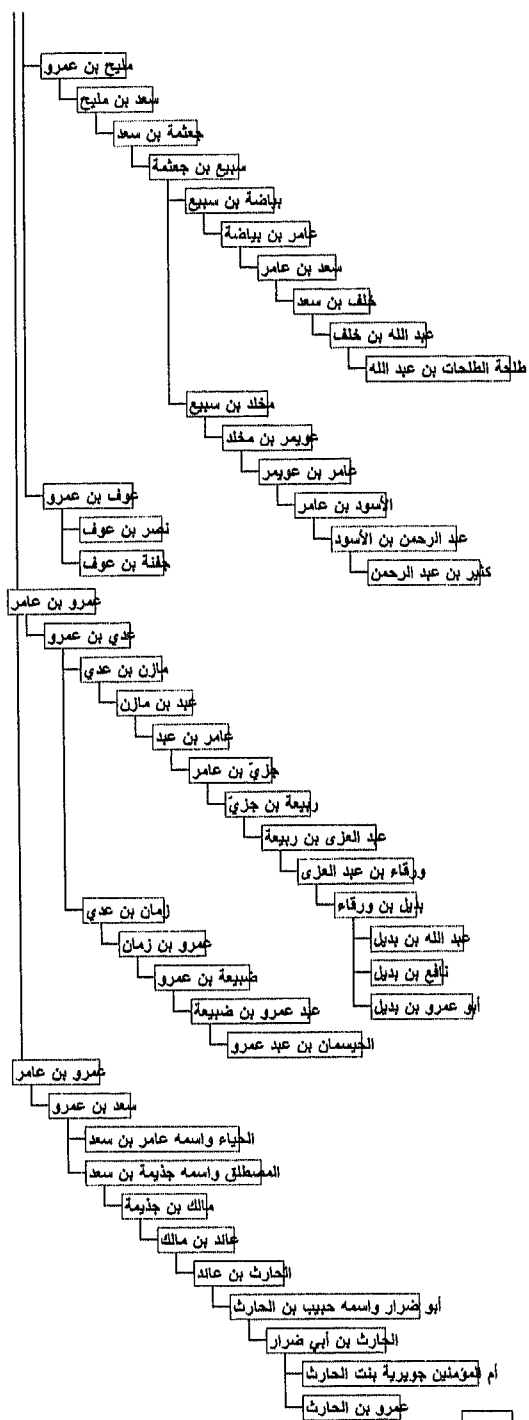 مليح بن عمرو
سعد بن مليح
جعثمة بن سعد
سبيع بن جعثمة
بياضة بن سبيع
عامر بن بياضة
سعد بن عامر
خلف بن سعد
عبد الله بن خلف
طلحة الطلحات بن عبد الله
مخلد بن سبيع
عويمر بن مخلد
عامر بن عويمر
الأسود بن عامر
عبد الرحمن بن الأسود
كثير بن عبد الرحمن
عوف بن عمرو
نصر بن عوف
جفنة بن عوف
عمرو بن عامر
عدي بن عمرو
مازن بن عدي
عبد بن مازن
عامر بن عبد
جزيّ بن عامر
ربيعة بن جزيّ
عبد العزى بن ربيعة
ورقاء بن عبد العزى
بديل بن ورقاء
عبد الله بن بديل
نافع بن بديل
أبو عمرو بن بديل
زمان بن عدي
عمرو بن زمان
ضبيعة بن عمرو
عبد عمرو بن ضبيعة
الحيسمان بن عبد عمرو
عمرو بن عامر
سعد بن عمرو
الحياء واسمه عامر بن سعد
المصطلق واسمه جذيمة بن سعد
مالك بن جذيمة
عائد بن مالك
الحارث بن عائد
أبو ضرار واسمه حبيب بن الحارث
الحارث بن أبي ضرار
أم المؤمنين جويرية بنت الحارث
عمرو بن الحارث